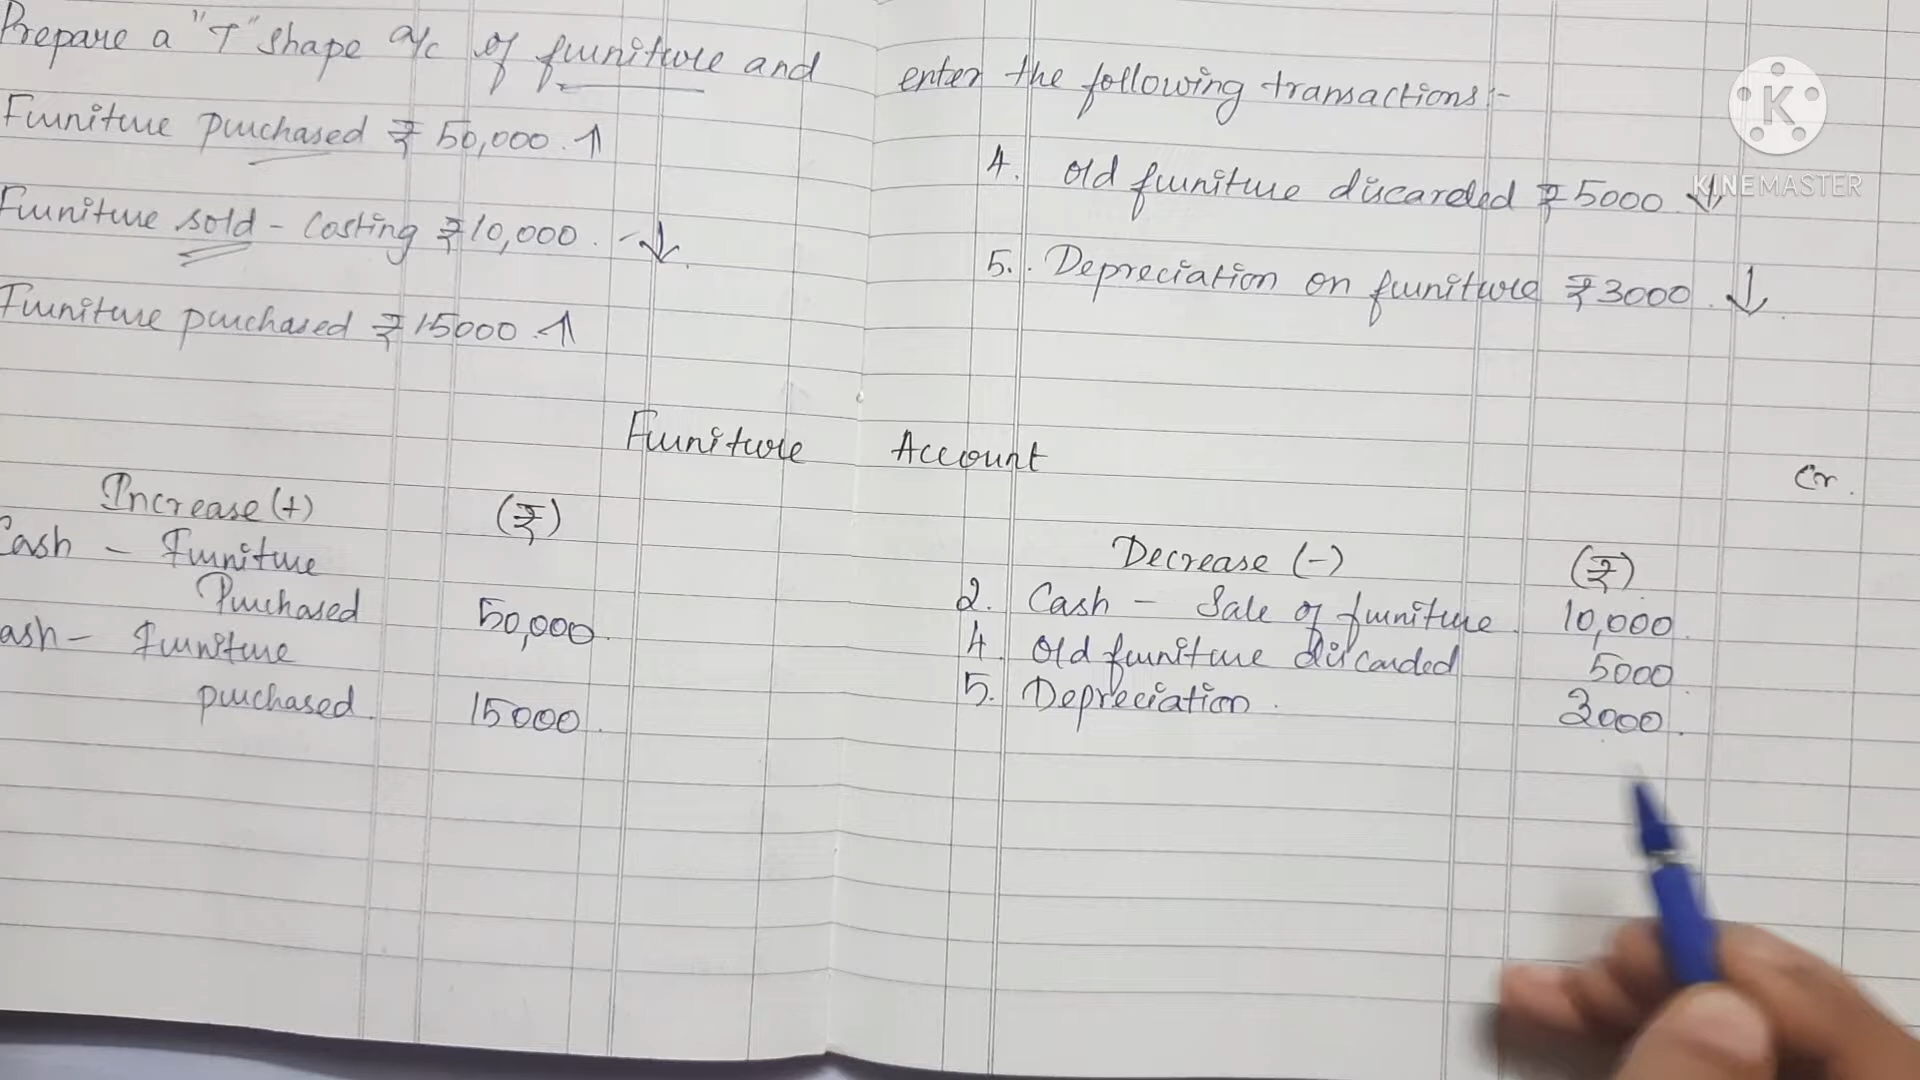 Prepare a "T" shape a/c of furniture and enter the following transactions:-
Furniture purchased ₹ 50,000. ↑
Furniture sold - Costing ₹ 10,000. - ↓
Furniture purchased ₹ 15000. ↑
4. Old furniture discarded ₹ 5000 ↓
5. Depreciation on furniture ₹ 3000. ↓
K
KINEMASTER
Furniture Account
Cr.
Increase (+) (₹)
Cash - Furniture
Purchased 50,000.
ash - Furniture
purchased. 15000.
Decrease (-) (₹)
2. Cash - Sale of furniture. 10,000.
4. Old furniture discarded 5000.
5. Depreciation. 3000.